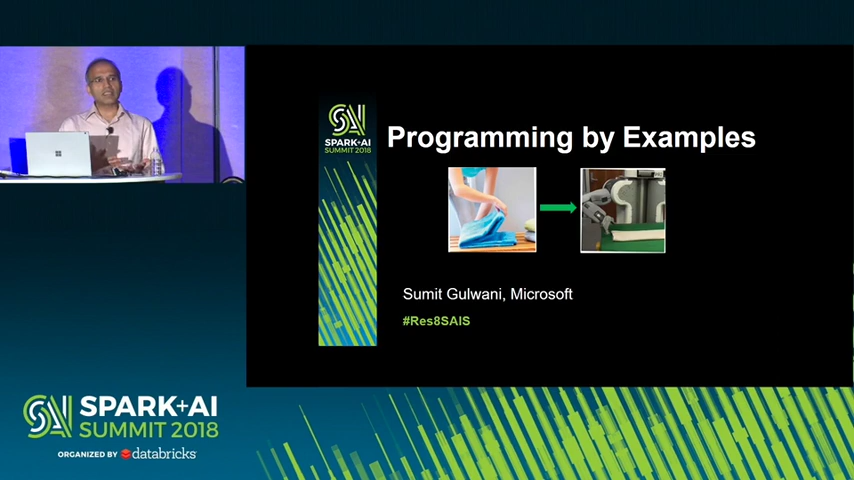 SPARK+AI
SUMMIT 2018
Programming by Examples
Sumit Gulwani, Microsoft
#Res8SAIS
SPARK+AI
SUMMIT 2018
ORGANIZED BY databricks